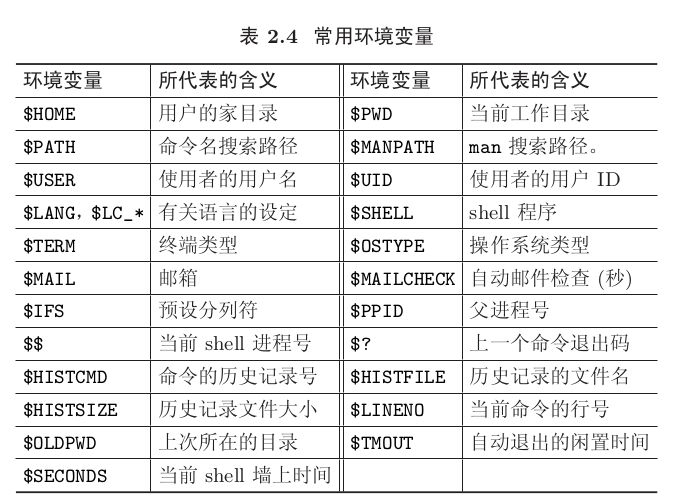 表 2.4 常用环境变量
环境变量 所代表的含义 环境变量 所代表的含义
$HOME 用户的家目录 $PWD 当前工作目录
$PATH 命令名搜索路径 $MANPATH man 搜索路径。
$USER 使用者的用户名 $UID 使用者的用户 ID
$LANG, $LC_* 有关语言的设定 $SHELL shell 程序
$TERM 终端类型 $OSTYPE 操作系统类型
$MAIL 邮箱 $MAILCHECK 自动邮件检查 (秒)
$IFS 预设分列符 $PPID 父进程号
$$ 当前 shell 进程号 $? 上一个命令退出码
$HISTCMD 命令的历史记录号 $HISTFILE 历史记录的文件名
$HISTSIZE 历史记录文件大小 $LINENO 当前命令的行号
$OLDPWD 上次所在的目录 $TMOUT 自动退出的闲置时间
$SECONDS 当前 shell 墙上时间